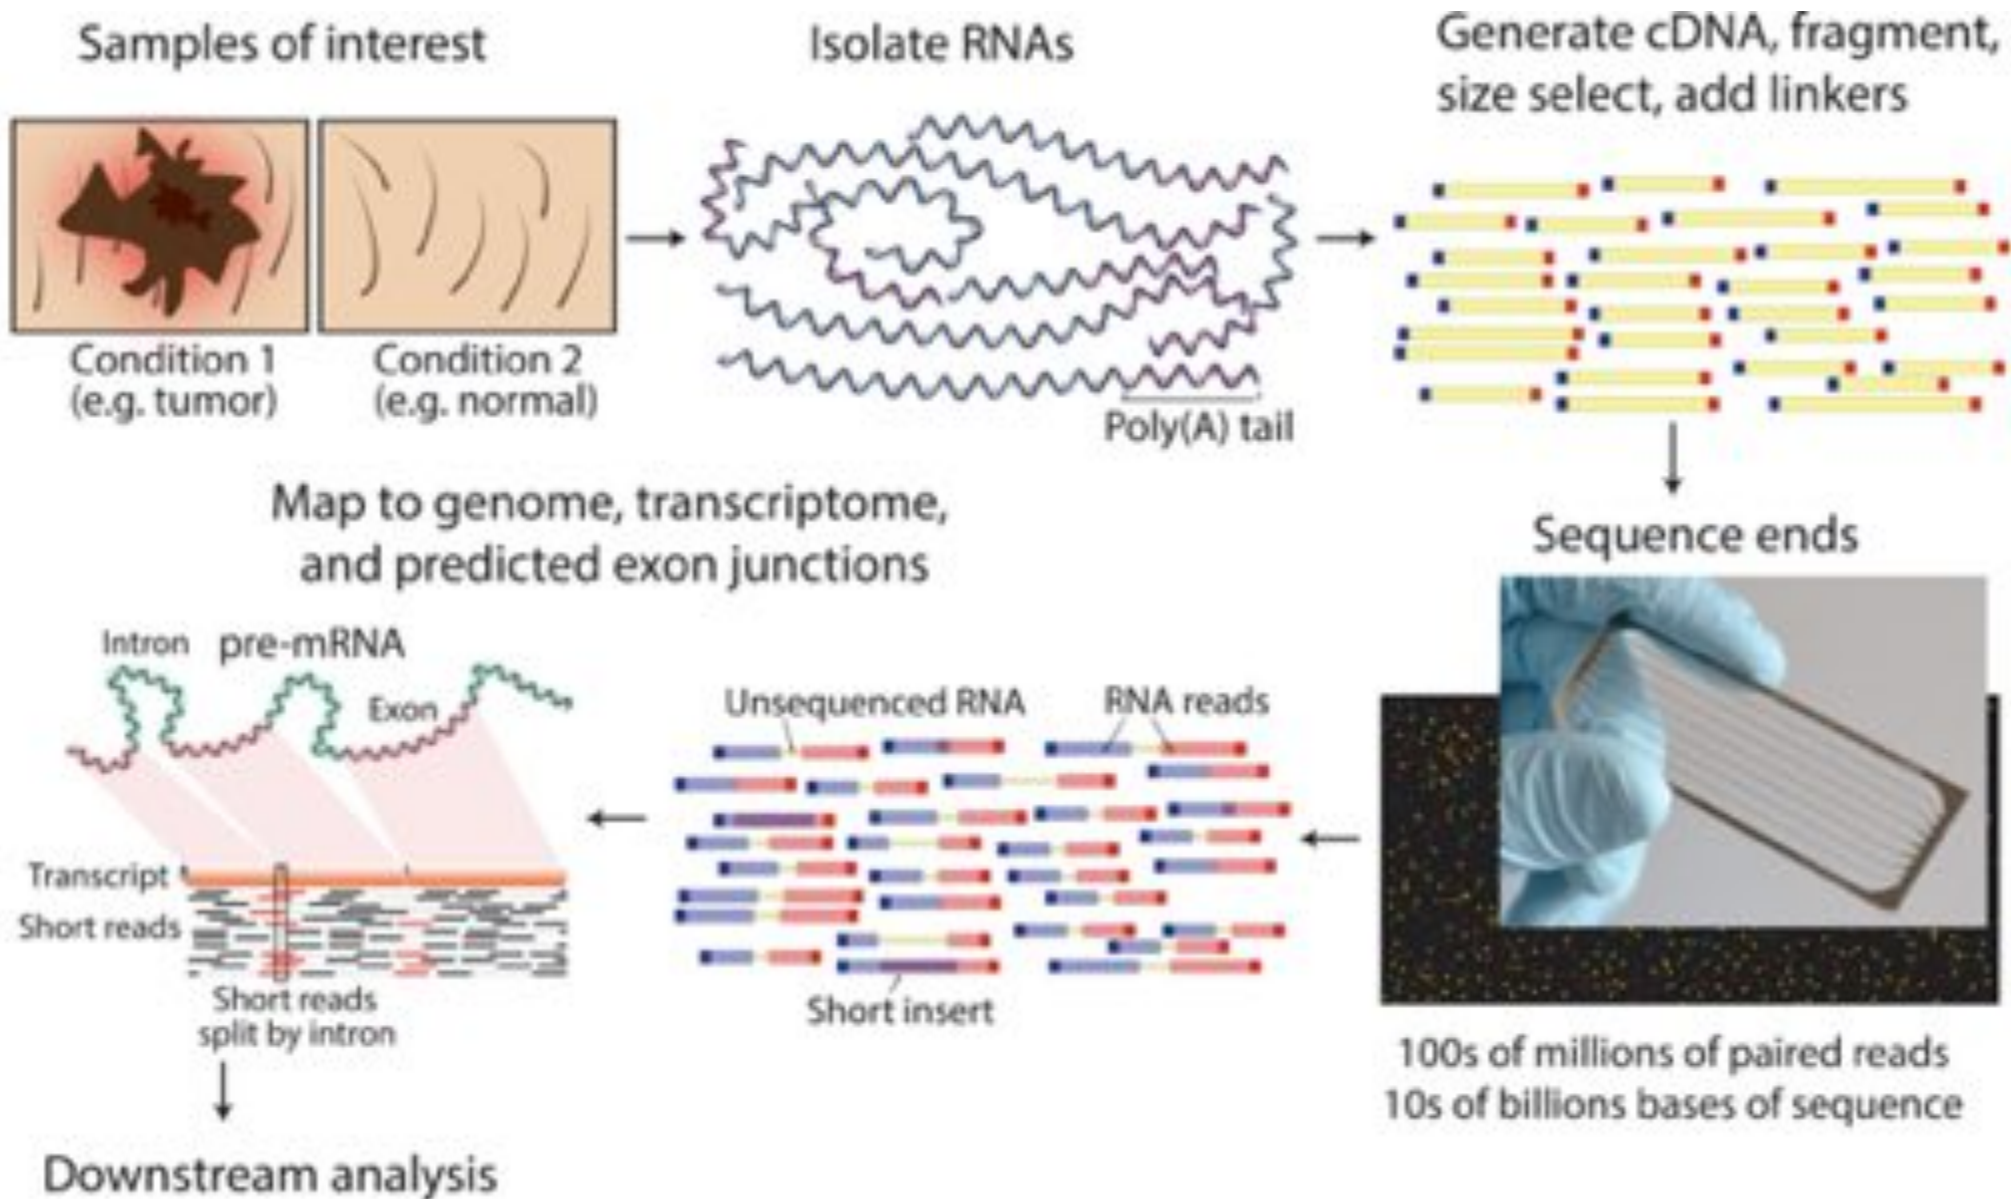 Samples of interest
Isolate RNAs
Generate cDNA, fragment,
size select, add linkers
Condition 1
(e.g. tumor)
Condition 2
(e.g. normal)
Poly(A) tail
Sequence ends
100s of millions of paired reads
10s of billions bases of sequence
Unsequenced RNA
RNA reads
Short insert
Map to genome, transcriptome,
and predicted exon junctions
Intron
pre-mRNA
Exon
Transcript
Short reads
Short reads
split by intron
Downstream analysis